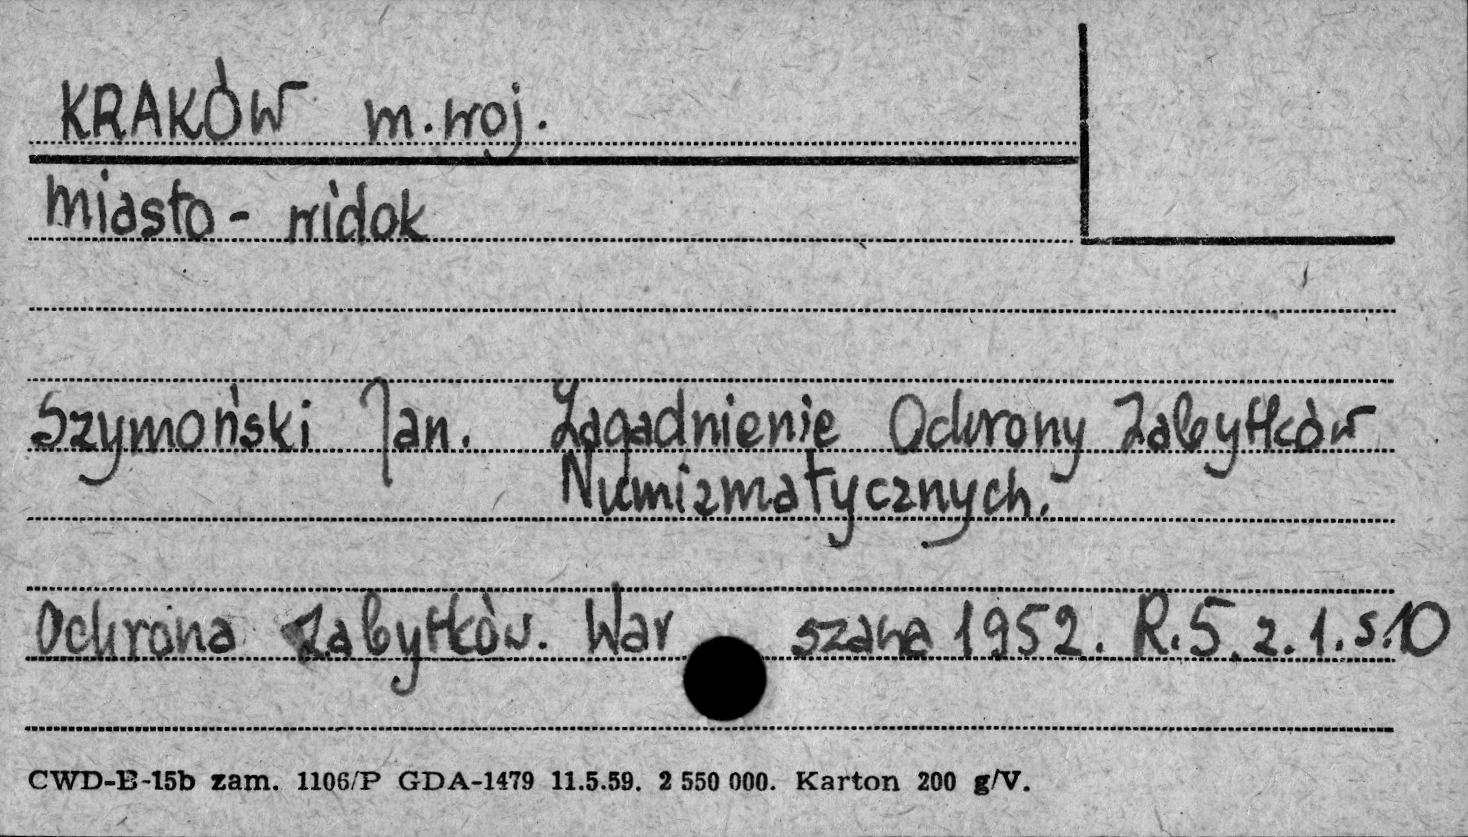 KRAKÓW m. woj.
miasto - widok
Szymoński Jan. Zagadnienie Ochrony Zabytków
Numizmatycznych.
Ochrona Zabytków. War szawa 1952. R.5. z.1. s.10
CWD-B-15b zam. 1106/P GDA-1479 11.5.59. 2 550 000. Karton 200 g/V.